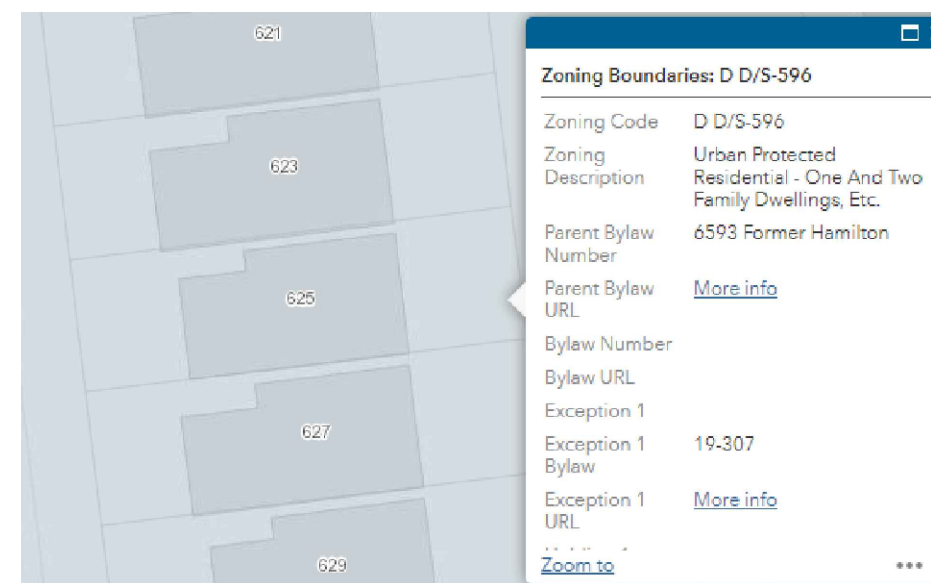 621
623
625
627
629
Zoning Boundaries: D D/S-596
Zoning Code D D/S-596
Zoning Urban Protected
Description Residential - One And Two
Family Dwellings, Etc.
Parent Bylaw 6593 Former Hamilton
Number
Parent Bylaw More info
URL
Bylaw Number
Bylaw URL
Exception 1
Exception 1 19-307
Bylaw
Exception 1 More info
URL
Zoom to